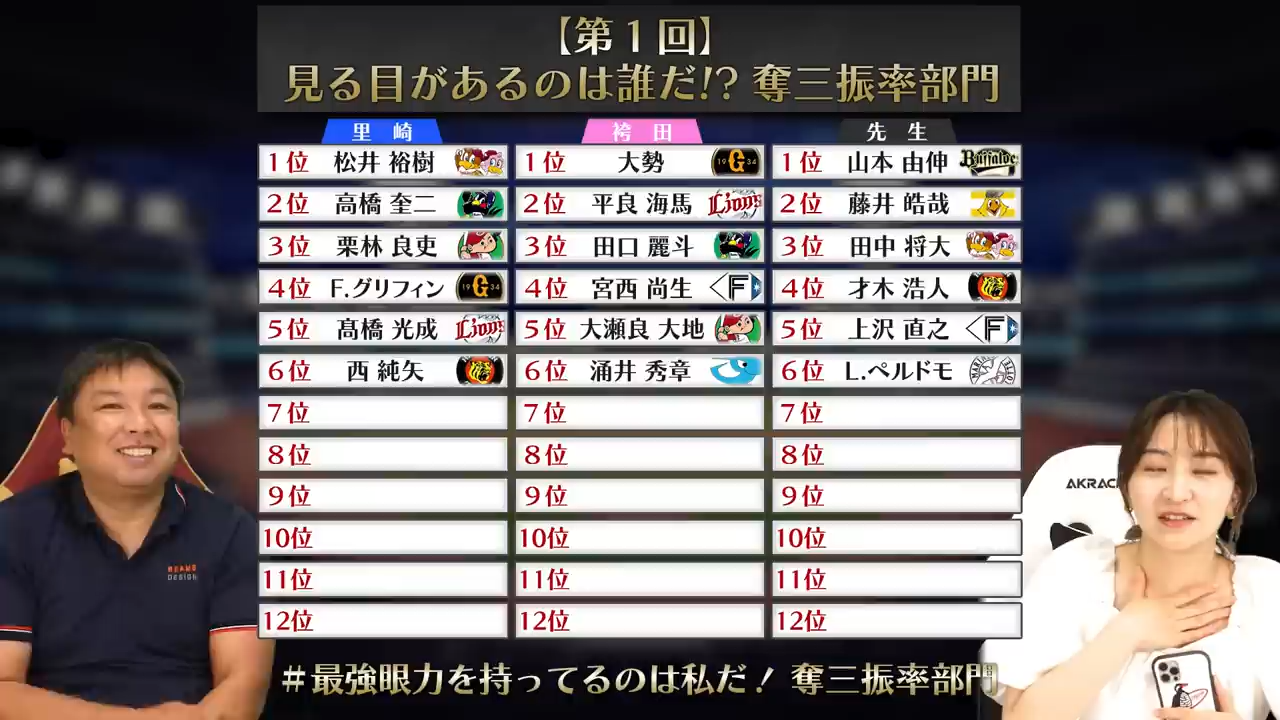 【第1回】
見る目があるのは誰だ!? 奪三振率部門
里崎 袴田 先生
1位 松井 裕樹 1位 大勢 1934 G 1位 山本 由伸 Buffaloes
2位 高橋 奎二 2位 平良 海馬 Lions 2位 藤井 皓哉
3位 栗林 良吏 3位 田口 麗斗 3位 田中 将大
4位 F.グリフィン 1934 G 4位 宮西 尚生 F 4位 才木 浩人
5位 髙橋 光成 Lions 5位 大瀬良 大地 5位 上沢 直之 F
6位 西 純矢 6位 涌井 秀章 6位 L.ペルドモ
7位 7位 7位
8位 8位 8位
9位 9位 9位
10位 10位 10位
11位 11位 11位
12位 12位 12位
#最強眼力を持ってるのは私だ! 奪三振率部門
BEAMS
DESIGN
AKRAC